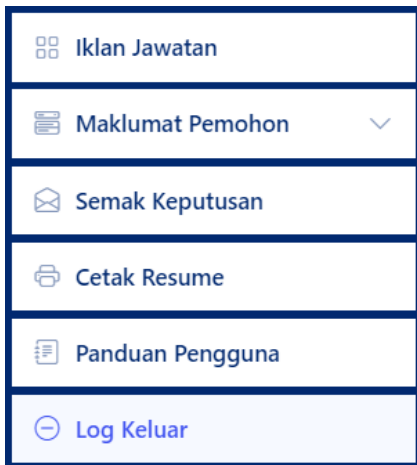 Iklan Jawatan
Maklumat Pemohon
Semak Keputusan
Cetak Resume
Panduan Pengguna
Log Keluar